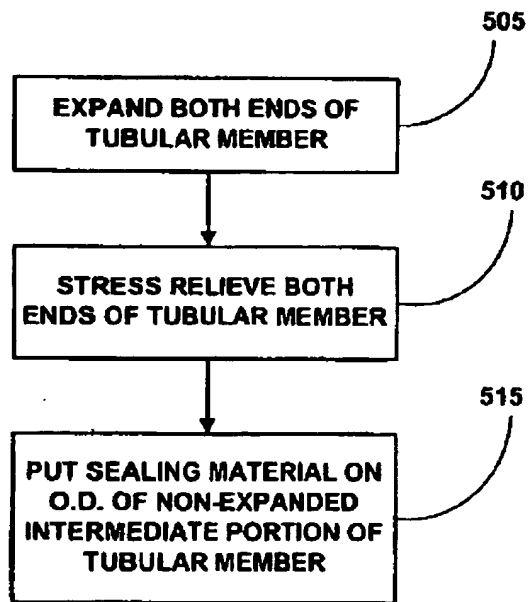 505
EXPAND BOTH ENDS OF
TUBULAR MEMBER
510
STRESS RELIEVE BOTH
ENDS OF TUBULAR MEMBER
515
PUT SEALING MATERIAL ON
O.D. OF NON-EXPANDED
INTERMEDIATE PORTION OF
TUBULAR MEMBER